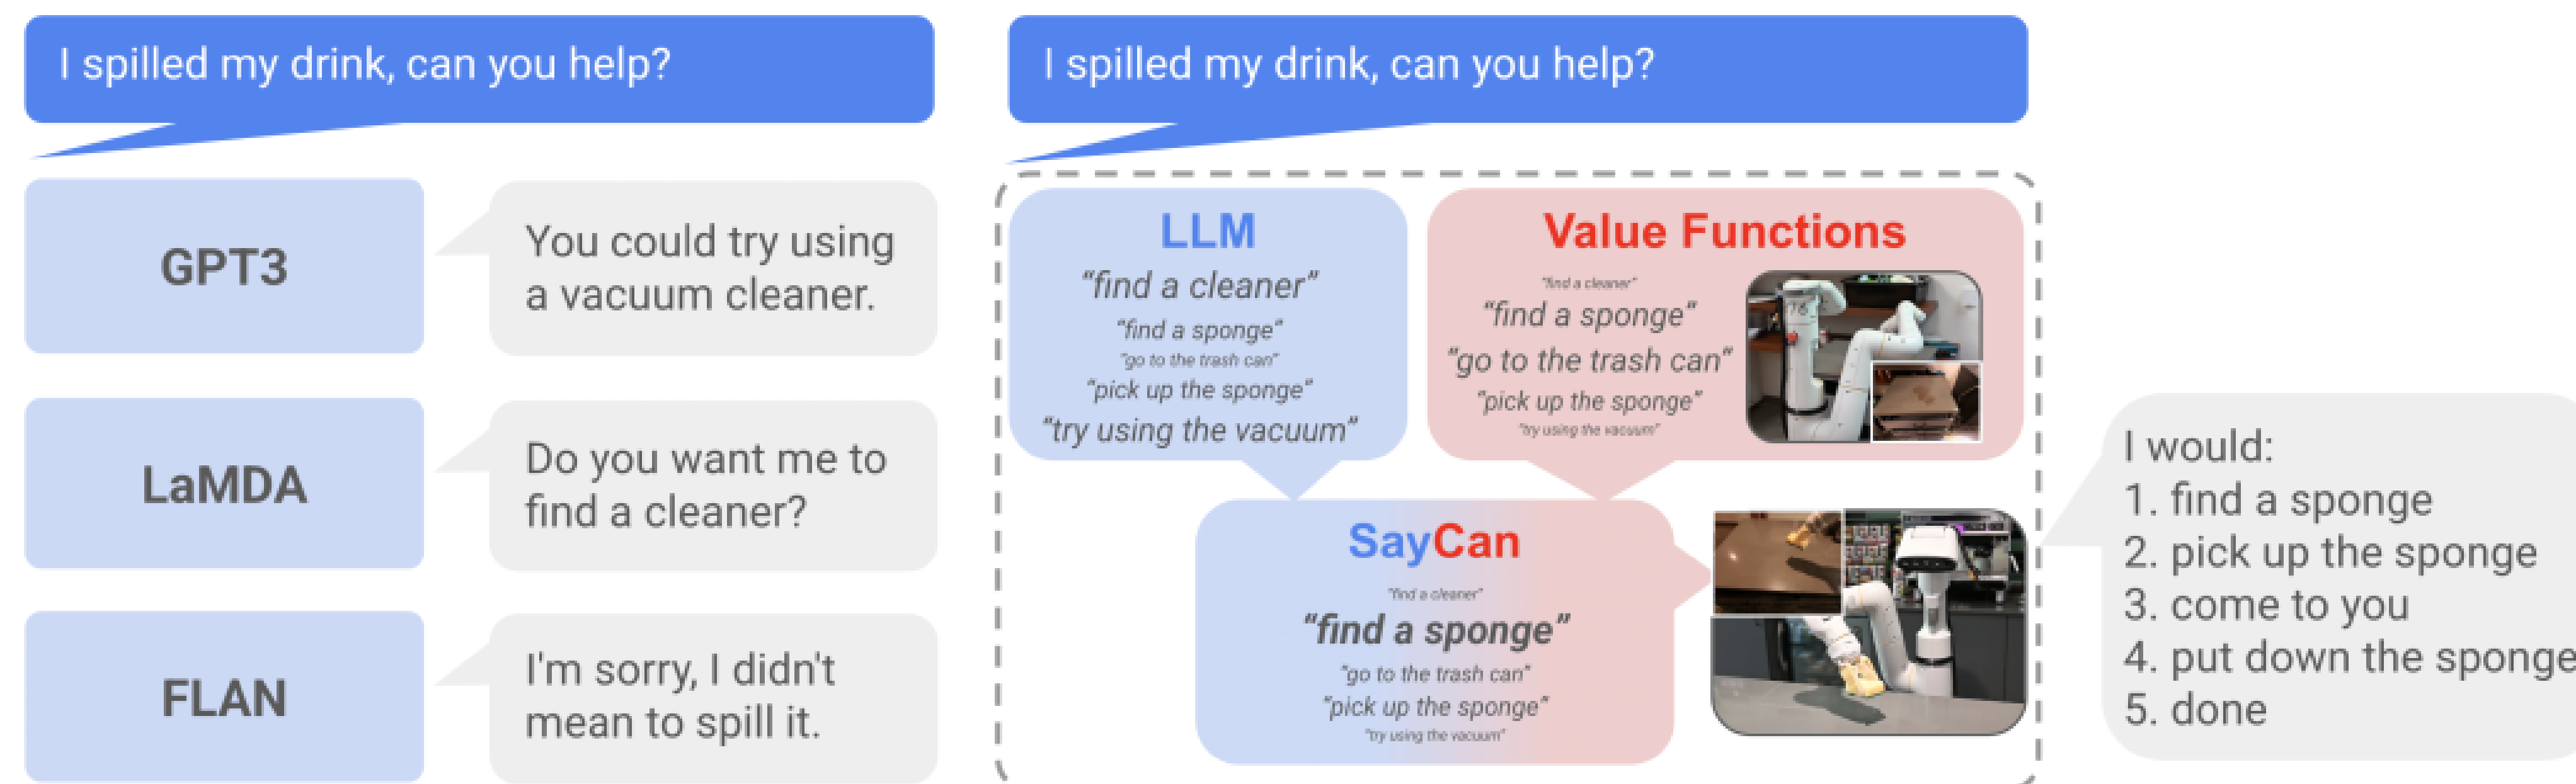 I spilled my drink, can you help?
GPT3
You could try using
a vacuum cleaner.
LaMDA
Do you want me to
find a cleaner?
FLAN
I'm sorry, I didn't
mean to spill it.
I spilled my drink, can you help?
LLM
“find a cleaner”
“find a sponge”
“go to the trash can”
“pick up the sponge”
“try using the vacuum”
Value Functions
“find a cleaner”
“find a sponge”
“go to the trash can”
“pick up the sponge”
“try using the vacuum”
SayCan
“find a cleaner”
“find a sponge”
“go to the trash can”
“pick up the sponge”
“try using the vacuum”
I would:
1. find a sponge
2. pick up the sponge
3. come to you
4. put down the sponge
5. done